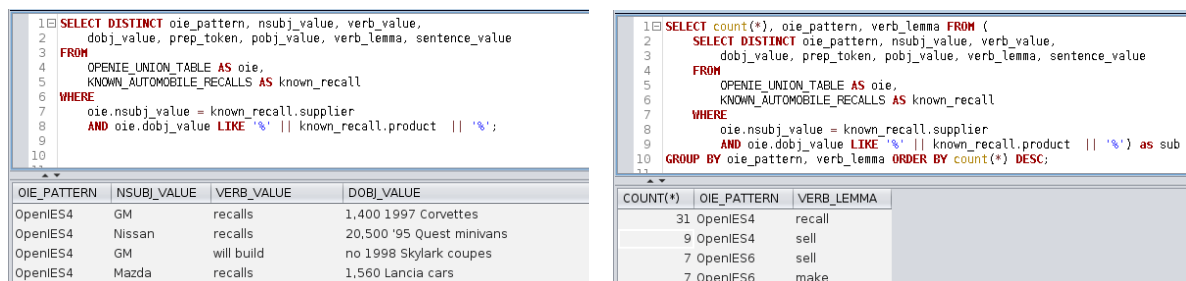 1 SELECT DISTINCT oie_pattern, nsubj_value, verb_value,
2 dobj_value, prep_token, pobj_value, verb_lemma, sentence_value
3 FROM
4 OPENIE_UNION_TABLE AS oie,
5 KNOWN_AUTOMOBILE_RECALLS AS known_recall
6 WHERE
7 oie.nsubj_value = known_recall.supplier
8 AND oie.dobj_value LIKE '%' || known_recall.product || '%';
9
10
OIE_PATTERN NSUBJ_VALUE VERB_VALUE DOBJ_VALUE
OpenIES4 GM recalls 1,400 1997 Corvettes
OpenIES4 Nissan recalls 20,500 '95 Quest minivans
OpenIES4 GM will build no 1998 Skylark coupes
OpenIES4 Mazda recalls 1,560 Lancia cars
1 SELECT count(*), oie_pattern, verb_lemma FROM (
2 SELECT DISTINCT oie_pattern, nsubj_value, verb_value,
3 dobj_value, prep_token, pobj_value, verb_lemma, sentence_value
4 FROM
5 OPENIE_UNION_TABLE AS oie,
6 KNOWN_AUTOMOBILE_RECALLS AS known_recall
7 WHERE
8 oie.nsubj_value = known_recall.supplier
9 AND oie.dobj_value LIKE '%' || known_recall.product || '%') as sub
10 GROUP BY oie_pattern, verb_lemma ORDER BY count(*) DESC;
COUNT(*) OIE_PATTERN VERB_LEMMA
31 OpenIES4 recall
9 OpenIES4 sell
7 OpenIES6 sell
7 OpenIES6 make